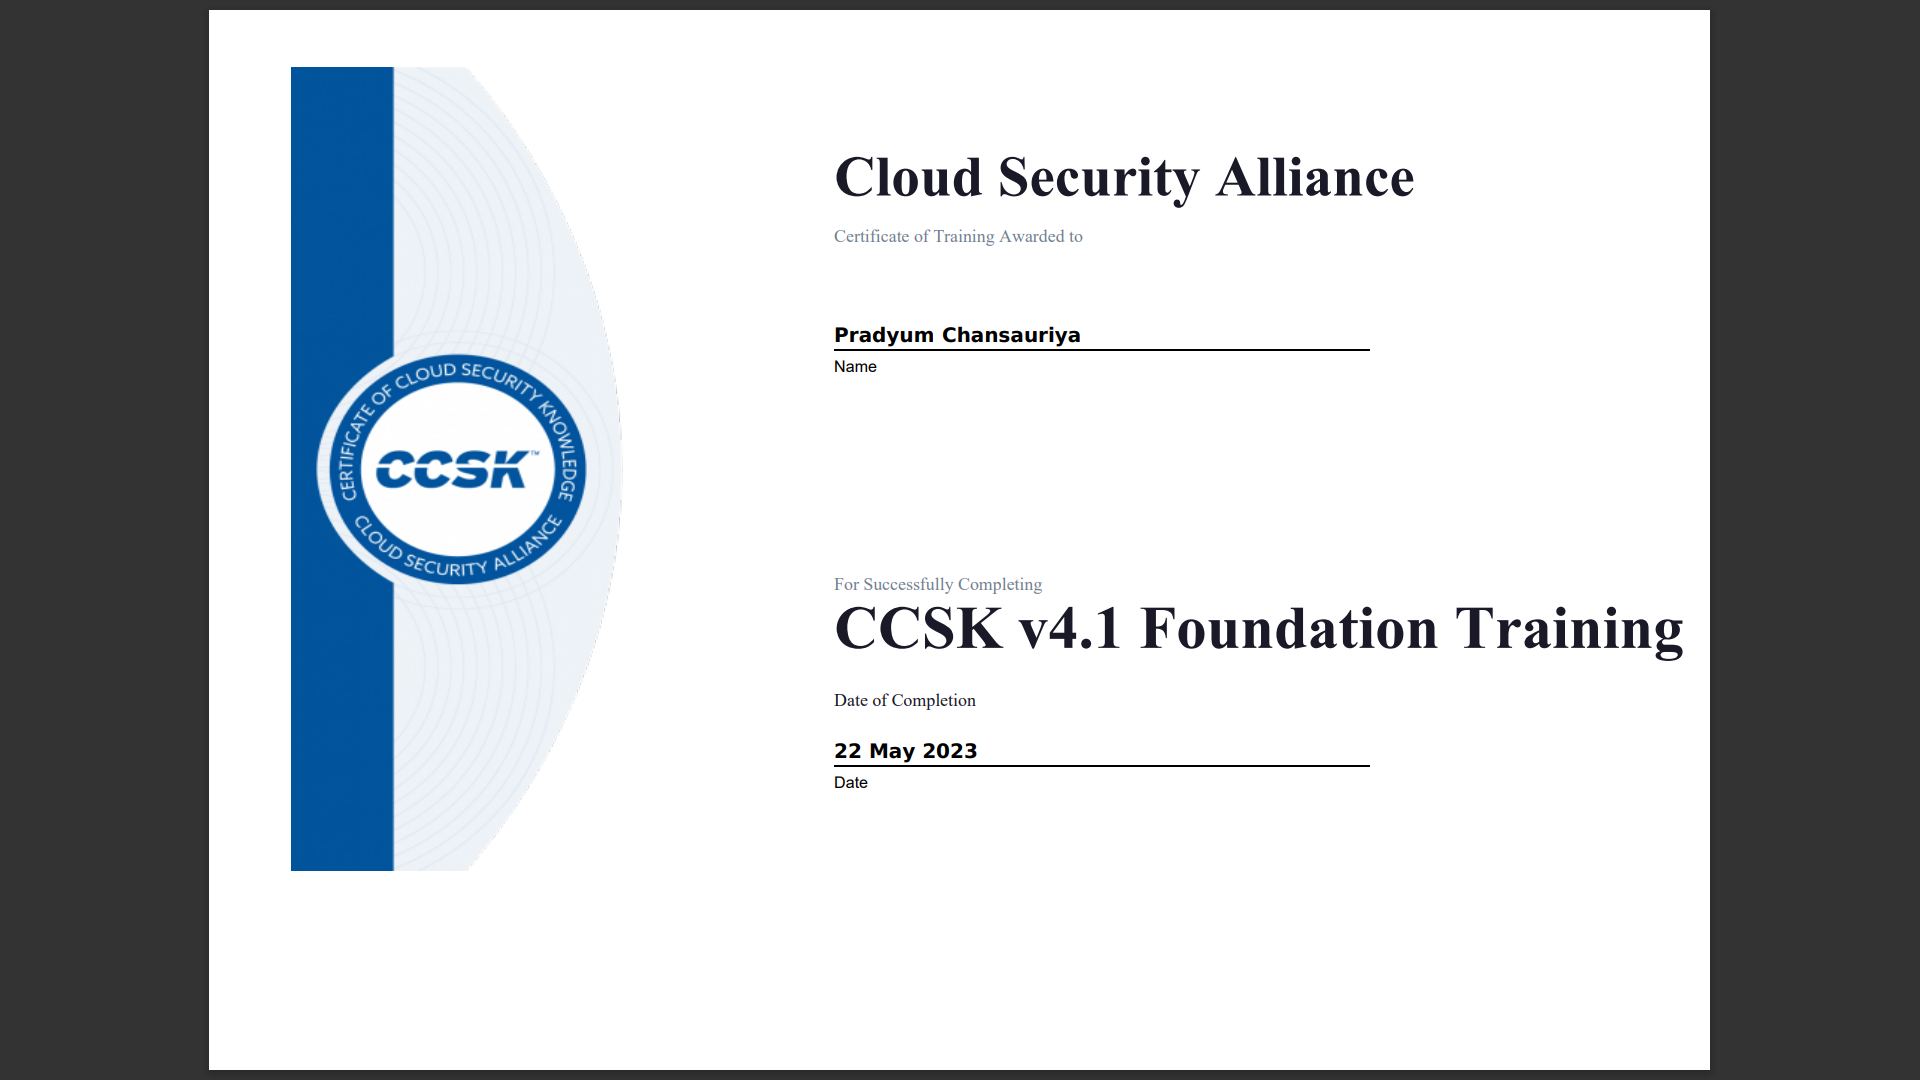 CERTIFICATE OF CLOUD SECURITY KNOWLEDGE
CCSK™
CLOUD SECURITY ALLIANCE
Cloud Security Alliance
Certificate of Training Awarded to
Pradyum Chansauriya
Name
For Successfully Completing
CCSK v4.1 Foundation Training
Date of Completion
22 May 2023
Date